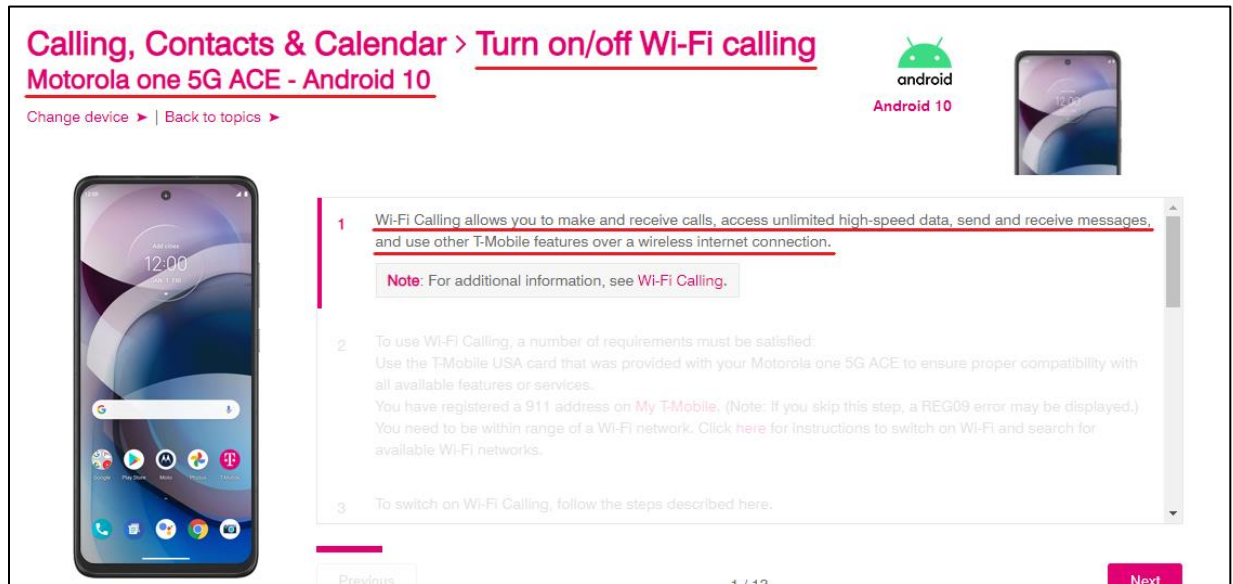 Calling, Contacts & Calendar > Turn on/off Wi-Fi calling
Motorola one 5G ACE - Android 10
Change device ➤ | Back to topics ➤
android
Android 10
12:00
12:00
Google Play Store Moto Photos T-Mobile
1 Wi-Fi Calling allows you to make and receive calls, access unlimited high-speed data, send and receive messages,
and use other T-Mobile features over a wireless internet connection.
Note: For additional information, see Wi-Fi Calling.
2 To use Wi-Fi Calling, a number of requirements must be satisfied:
Use the T-Mobile USA card that was provided with your Motorola one 5G ACE to ensure proper compatibility with
all available features or services.
You have registered a 911 address on My T-Mobile. (Note: If you skip this step, a REG09 error may be displayed.)
You need to be within range of a Wi-Fi network. Click here for instructions to switch on Wi-Fi and search for
available Wi-Fi networks.
3 To switch on Wi-Fi Calling, follow the steps described here.
Previous
1 / 13
Next